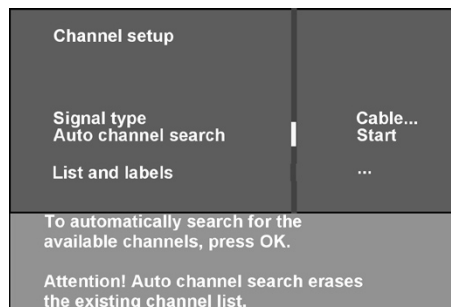 Channel setup
Signal type Cable...
Auto channel search Start
List and labels ...
To automatically search for the
available channels, press OK.
Attention! Auto channel search erases
the existing channel list.